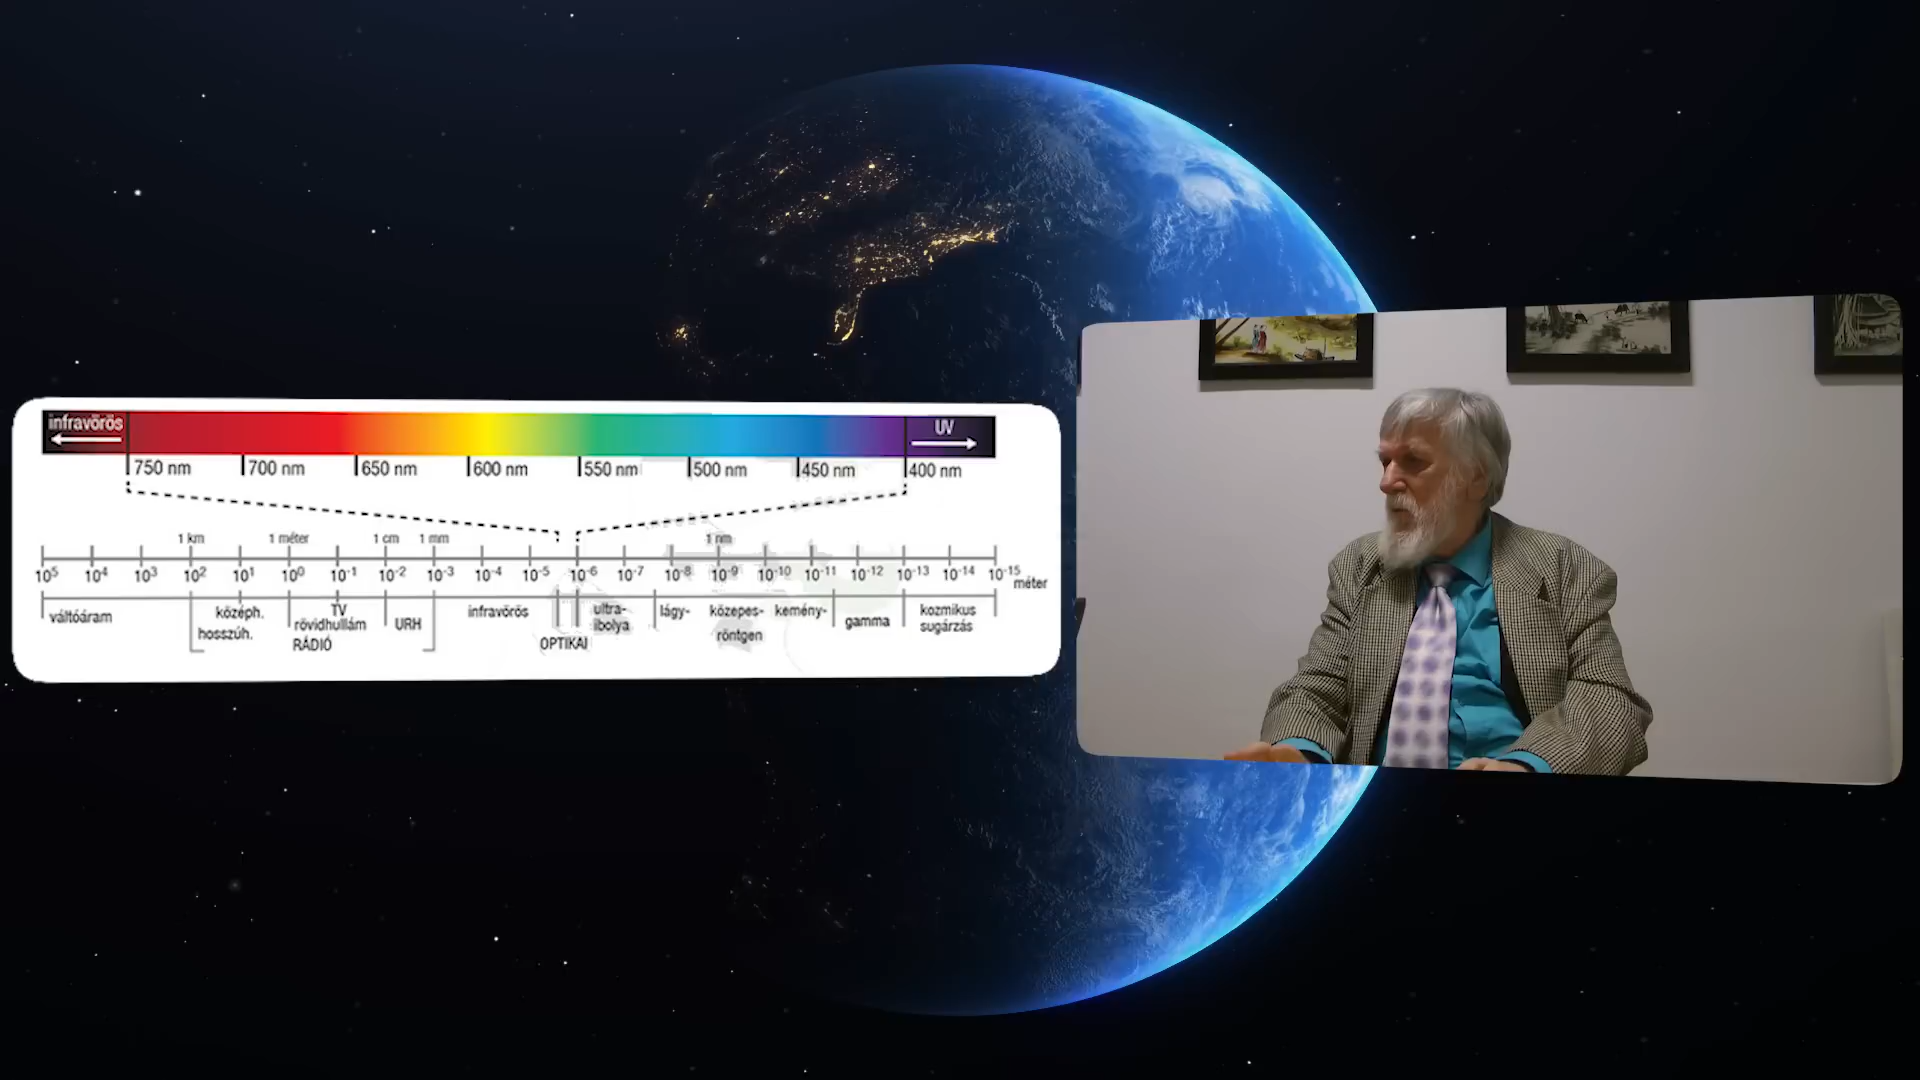 infravörös
UV
750 nm 700 nm 650 nm 600 nm 550 nm 500 nm 450 nm 400 nm
1 km 1 méter 1 cm 1 mm 1 nm
10⁵ 10⁴ 10³ 10² 10¹ 10⁰ 10⁻¹ 10⁻² 10⁻³ 10⁻⁴ 10⁻⁵ 10⁻⁶ 10⁻⁷ 10⁻⁸ 10⁻⁹ 10⁻¹⁰ 10⁻¹¹ 10⁻¹² 10⁻¹³ 10⁻¹⁴ 10⁻¹⁵ méter
váltóáram középh. TV infravörös ultra- lágy- közepes- kemény- gamma kozmikus
hosszúh. rövidhullám URH ibolya röntgen sugárzás
RÁDIÓ OPTIKAI